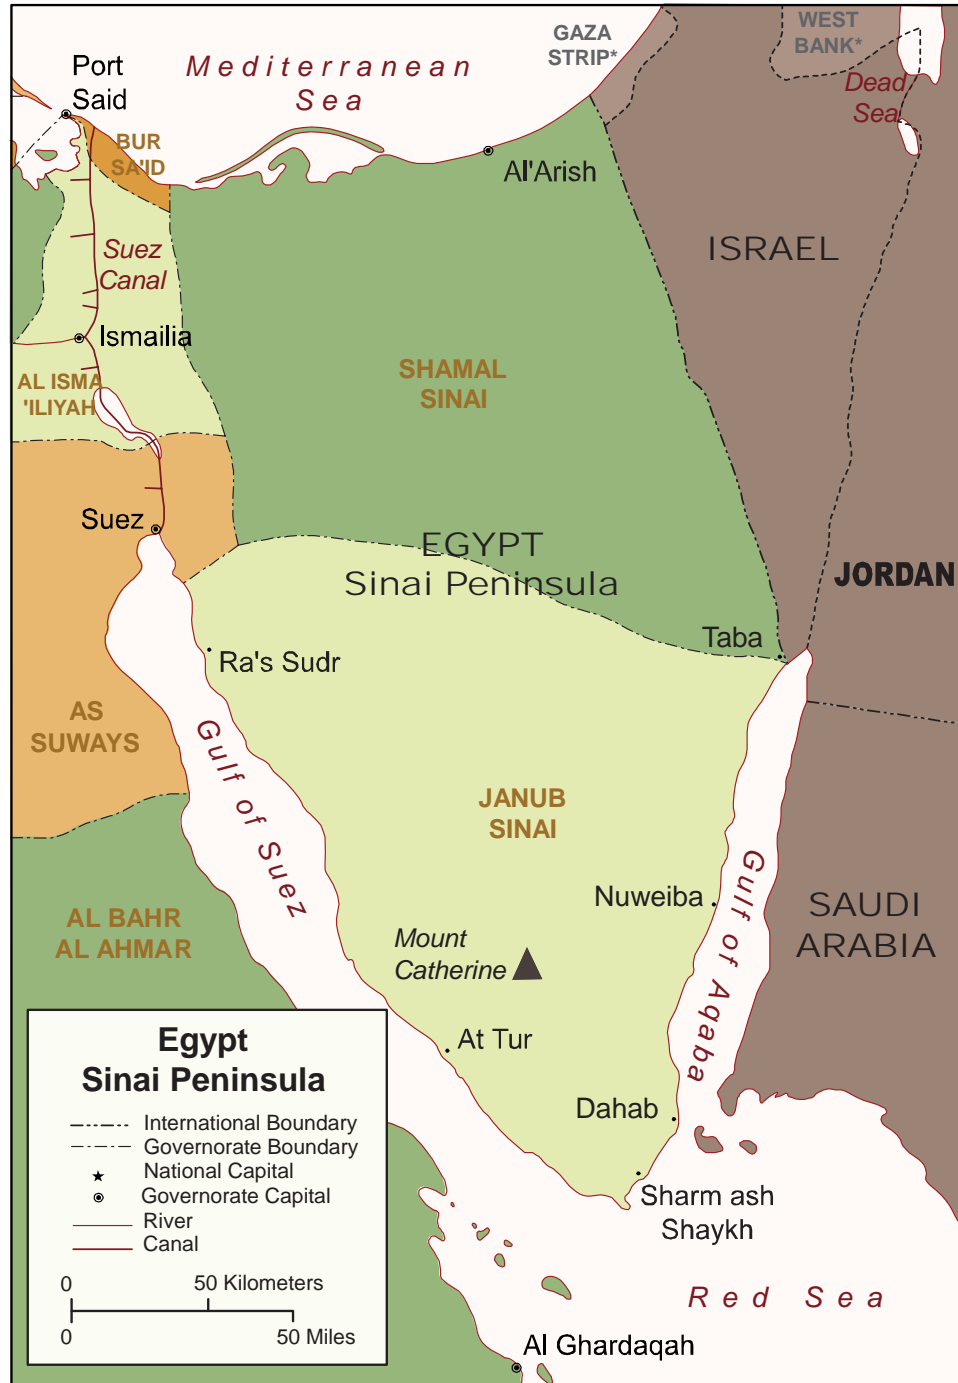 GAZA
STRIP*
WEST
BANK*
Port
Said
Mediterranean
Sea
Dead
Sea
BUR
SA'ID
Al'Arish
Suez
Canal
ISRAEL
Ismailia
AL ISMA
'ILIYAH
SHAMAL
SINAI
Suez
EGYPT
Sinai Peninsula
JORDAN
Taba
Ra's Sudr
AS
SUWAYS
Gulf of Suez
JANUB
SINAI
Nuweiba
Gulf of Aqaba
SAUDI
ARABIA
AL BAHR
AL AHMAR
Mount
Catherine
At Tur
Dahab
Sharm ash
Shaykh
Red Sea
Al Ghardaqah
Egypt
Sinai Peninsula
International Boundary
Governorate Boundary
National Capital
Governorate Capital
River
Canal
0 50 Kilometers
0 50 Miles